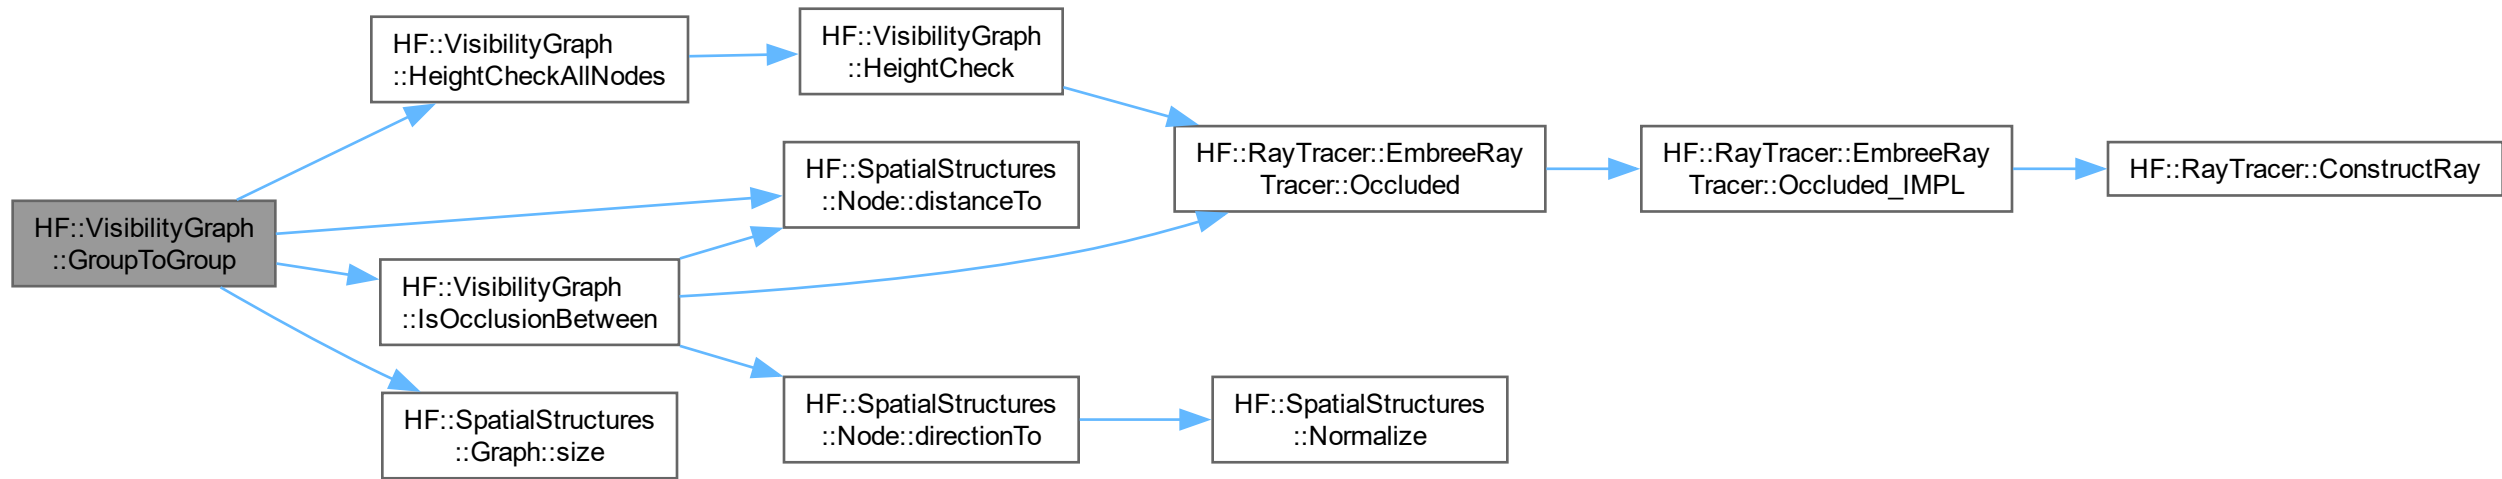 HF::VisibilityGraph
::GroupToGroup
HF::VisibilityGraph
::HeightCheckAllNodes
HF::VisibilityGraph
::HeightCheck
HF::RayTracer::EmbreeRay
Tracer::Occluded
HF::RayTracer::EmbreeRay
Tracer::Occluded_IMPL
HF::RayTracer::ConstructRay
HF::SpatialStructures
::Node::distanceTo
HF::VisibilityGraph
::IsOcclusionBetween
HF::SpatialStructures
::Node::directionTo
HF::SpatialStructures
::Normalize
HF::SpatialStructures
::Graph::size